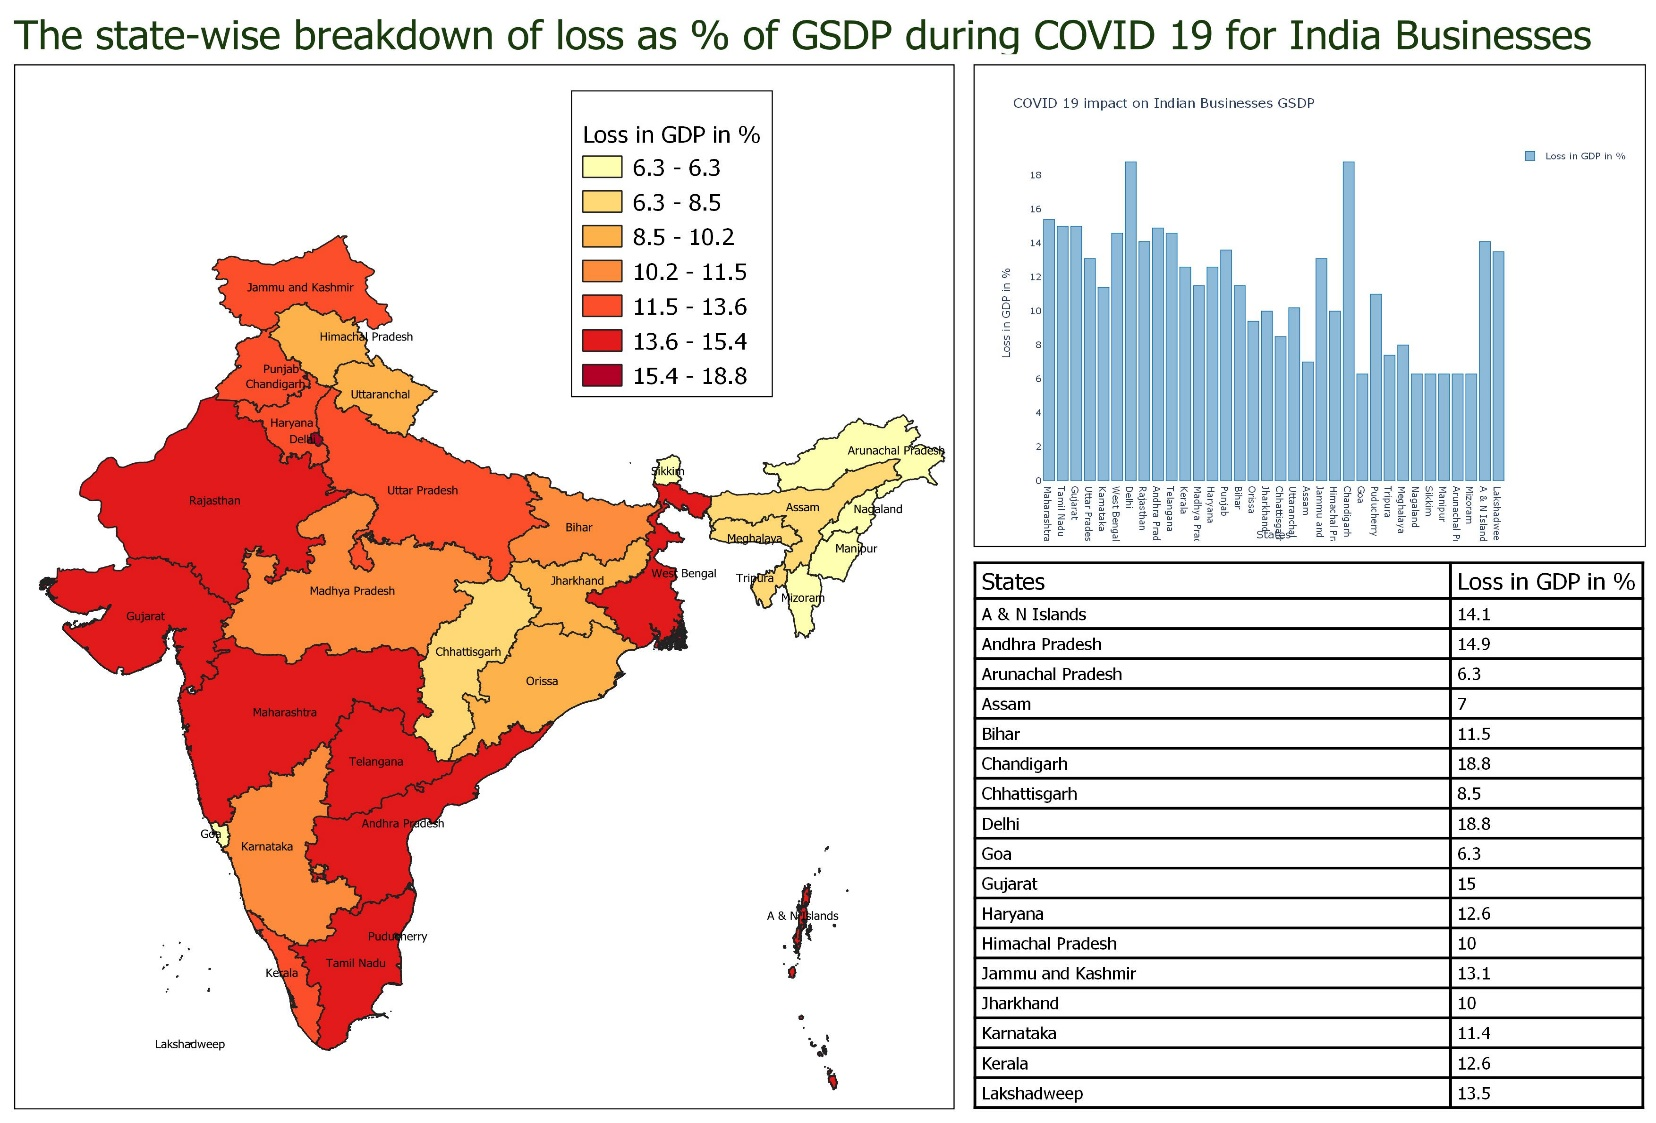 The state-wise breakdown of loss as % of GSDP during COVID 19 for India Businesses
Loss in GDP in %
6.3 - 6.3
6.3 - 8.5
8.5 - 10.2
10.2 - 11.5
11.5 - 13.6
13.6 - 15.4
15.4 - 18.8
Jammu and Kashmir
Himachal Pradesh
Punjab
Chandigarh
Uttaranchal
Haryana
Delhi
Arunachal Pradesh
Sikkim
Rajasthan
Uttar Pradesh
Assam
Nagaland
Bihar
Meghalaya
Manipur
West Bengal
Tripura
Jharkhand
Madhya Pradesh
Mizoram
Gujarat
Chhattisgarh
Orissa
Maharashtra
Telangana
Andhra Pradesh
Goa
Karnataka
A & N Islands
Puducherry
Tamil Nadu
Kerala
Lakshadweep
COVID 19 impact on Indian Businesses GSDP
Loss in GDP in %
18
16
14
12
10
8
6
4
2
0
Loss in GDP in %
Maharashtra
Tamil Nadu
Gujarat
Uttar Prades
Karnataka
West Bengal
Delhi
Rajasthan
Andhra Prad
Telangana
Kerala
Madhya Prad
Haryana
Punjab
Bihar
Orissa
Jharkhand
Chhattisgarh
Uttaranchal
Assam
Jammu and
Himachal Pr
Chandigarh
Goa
Puducherry
Tripura
Meghalaya
Nagaland
Sikkim
Manipur
Arunachal Pr
Mizoram
A & N Island
Lakshadwee
States
States Loss in GDP in %
A & N Islands 14.1
Andhra Pradesh 14.9
Arunachal Pradesh 6.3
Assam 7
Bihar 11.5
Chandigarh 18.8
Chhattisgarh 8.5
Delhi 18.8
Goa 6.3
Gujarat 15
Haryana 12.6
Himachal Pradesh 10
Jammu and Kashmir 13.1
Jharkhand 10
Karnataka 11.4
Kerala 12.6
Lakshadweep 13.5